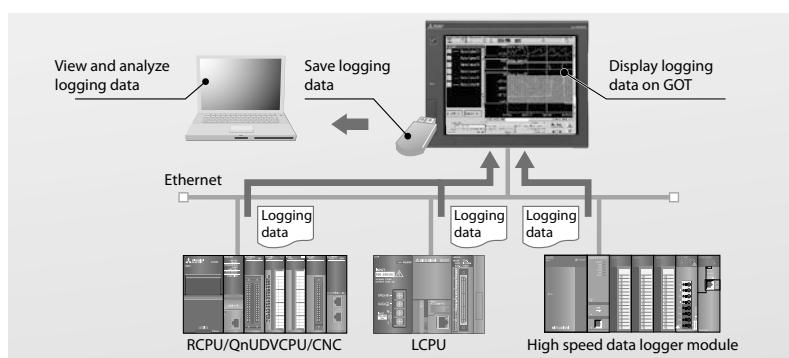 View and analyze
logging data
Save logging
data
Display logging
data on GOT
Ethernet
Logging
data
Logging
data
Logging
data
RCPU/QnUDVCPU/CNC
LCPU
High speed data logger module